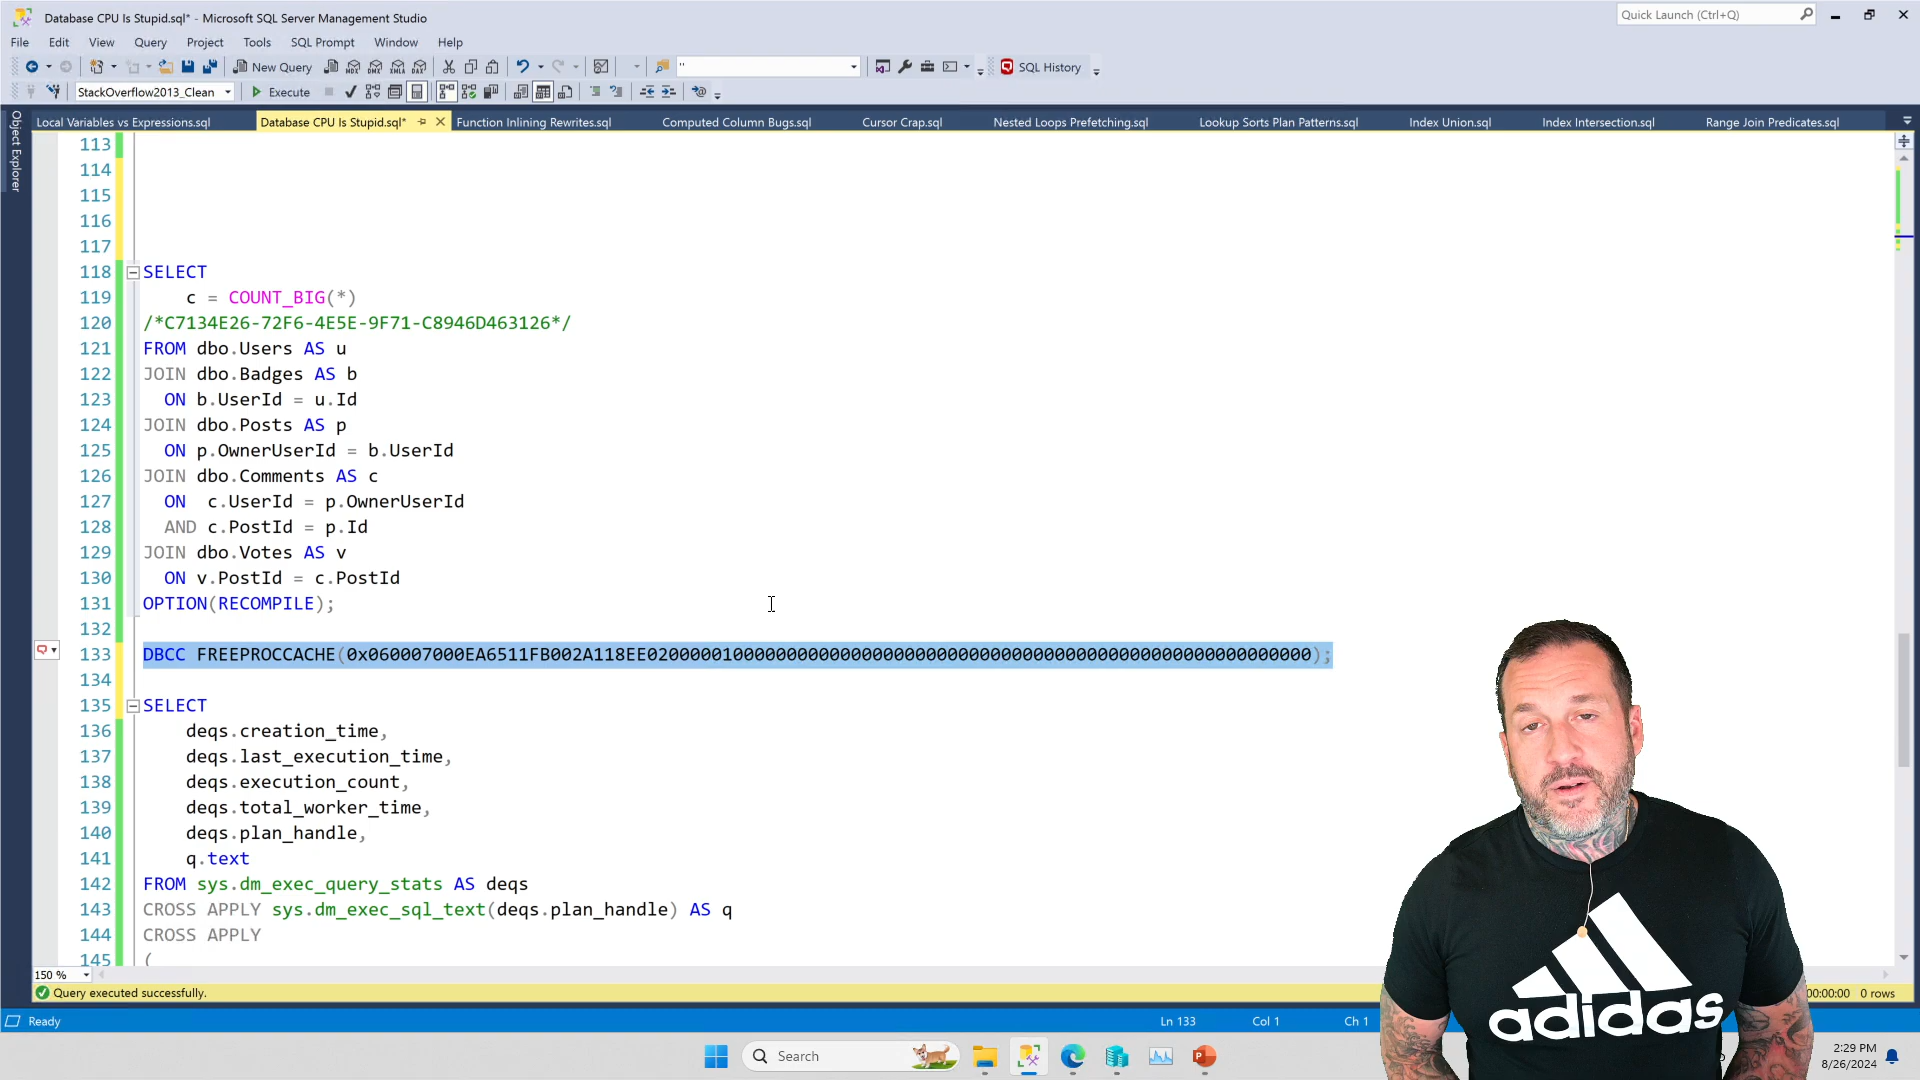 Database CPU Is Stupid.sql* - Microsoft SQL Server Management Studio
Quick Launch (Ctrl+Q)
File Edit View Query Project Tools SQL Prompt Window Help
New Query
MDX DMX XMLA DAX
"
SQL History
StackOverflow2013_Clean
Execute
Local Variables vs Expressions.sql
Database CPU Is Stupid.sql*
Function Inlining Rewrites.sql
Computed Column Bugs.sql
Cursor Crap.sql
Nested Loops Prefetching.sql
Lookup Sorts Plan Patterns.sql
Index Union.sql
Index Intersection.sql
Range Join Predicates.sql
Object Explorer
113
114
115
116
117
118 SELECT
119 c = COUNT_BIG(*)
120 /*C7134E26-72F6-4E5E-9F71-C8946D463126*/
121 FROM dbo.Users AS u
122 JOIN dbo.Badges AS b
123 ON b.UserId = u.Id
124 JOIN dbo.Posts AS p
125 ON p.OwnerUserId = b.UserId
126 JOIN dbo.Comments AS c
127 ON  c.UserId = p.OwnerUserId
128 AND c.PostId = p.Id
129 JOIN dbo.Votes AS v
130 ON v.PostId = c.PostId
131 OPTION(RECOMPILE);
132
133 DBCC FREEPROCCACHE(0x060007000EA6511FB002A118EE02000001000000000000000000000000000000000000000000000000000000);
134
135 SELECT
136 deqs.creation_time,
137 deqs.last_execution_time,
138 deqs.execution_count,
139 deqs.total_worker_time,
140 deqs.plan_handle,
141 q.text
142 FROM sys.dm_exec_query_stats AS deqs
143 CROSS APPLY sys.dm_exec_sql_text(deqs.plan_handle) AS q
144 CROSS APPLY
145 (
150 %
Query executed successfully.
00:00:00 0 rows
Ready
Ln 133 Col 1 Ch 1
adidas
Search
2:29 PM
8/26/2024